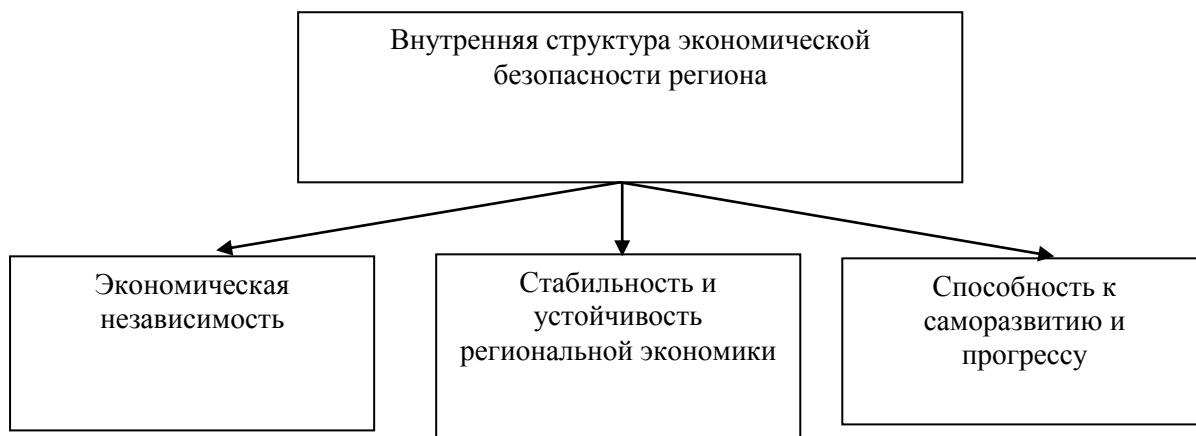 Внутренняя структура экономической
безопасности региона
Экономическая
независимость
Стабильность и
устойчивость
региональной экономики
Способность к
саморазвитию и
прогрессу